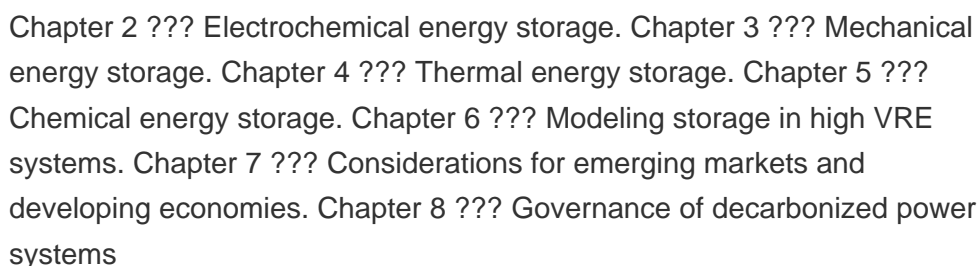 Chapter 2 ??? Electrochemical energy storage. Chapter 3 ??? Mechanical
energy storage. Chapter 4 ??? Thermal energy storage. Chapter 5 ???
Chemical energy storage. Chapter 6 ??? Modeling storage in high VRE
systems. Chapter 7 ??? Considerations for emerging markets and
developing economies. Chapter 8 ??? Governance of decarbonized power
systems